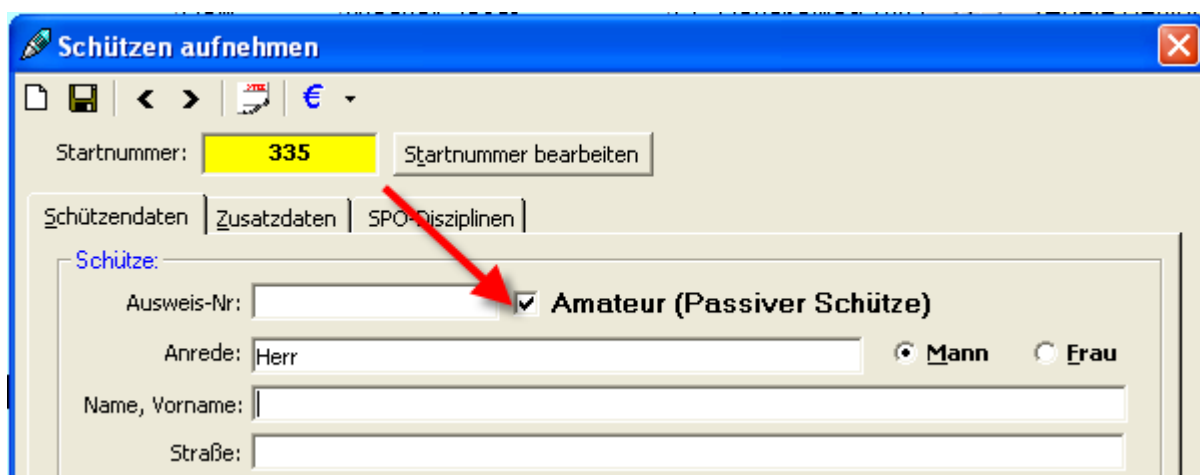 Schützen aufnehmen
€
Startnummer: 335 Startnummer bearbeiten
Schützendaten Zusatzdaten SPO-Disziplinen
Schütze:
Ausweis-Nr: Amateur (Passiver Schütze)
Anrede: Herr Mann Frau
Name, Vorname:
Straße: